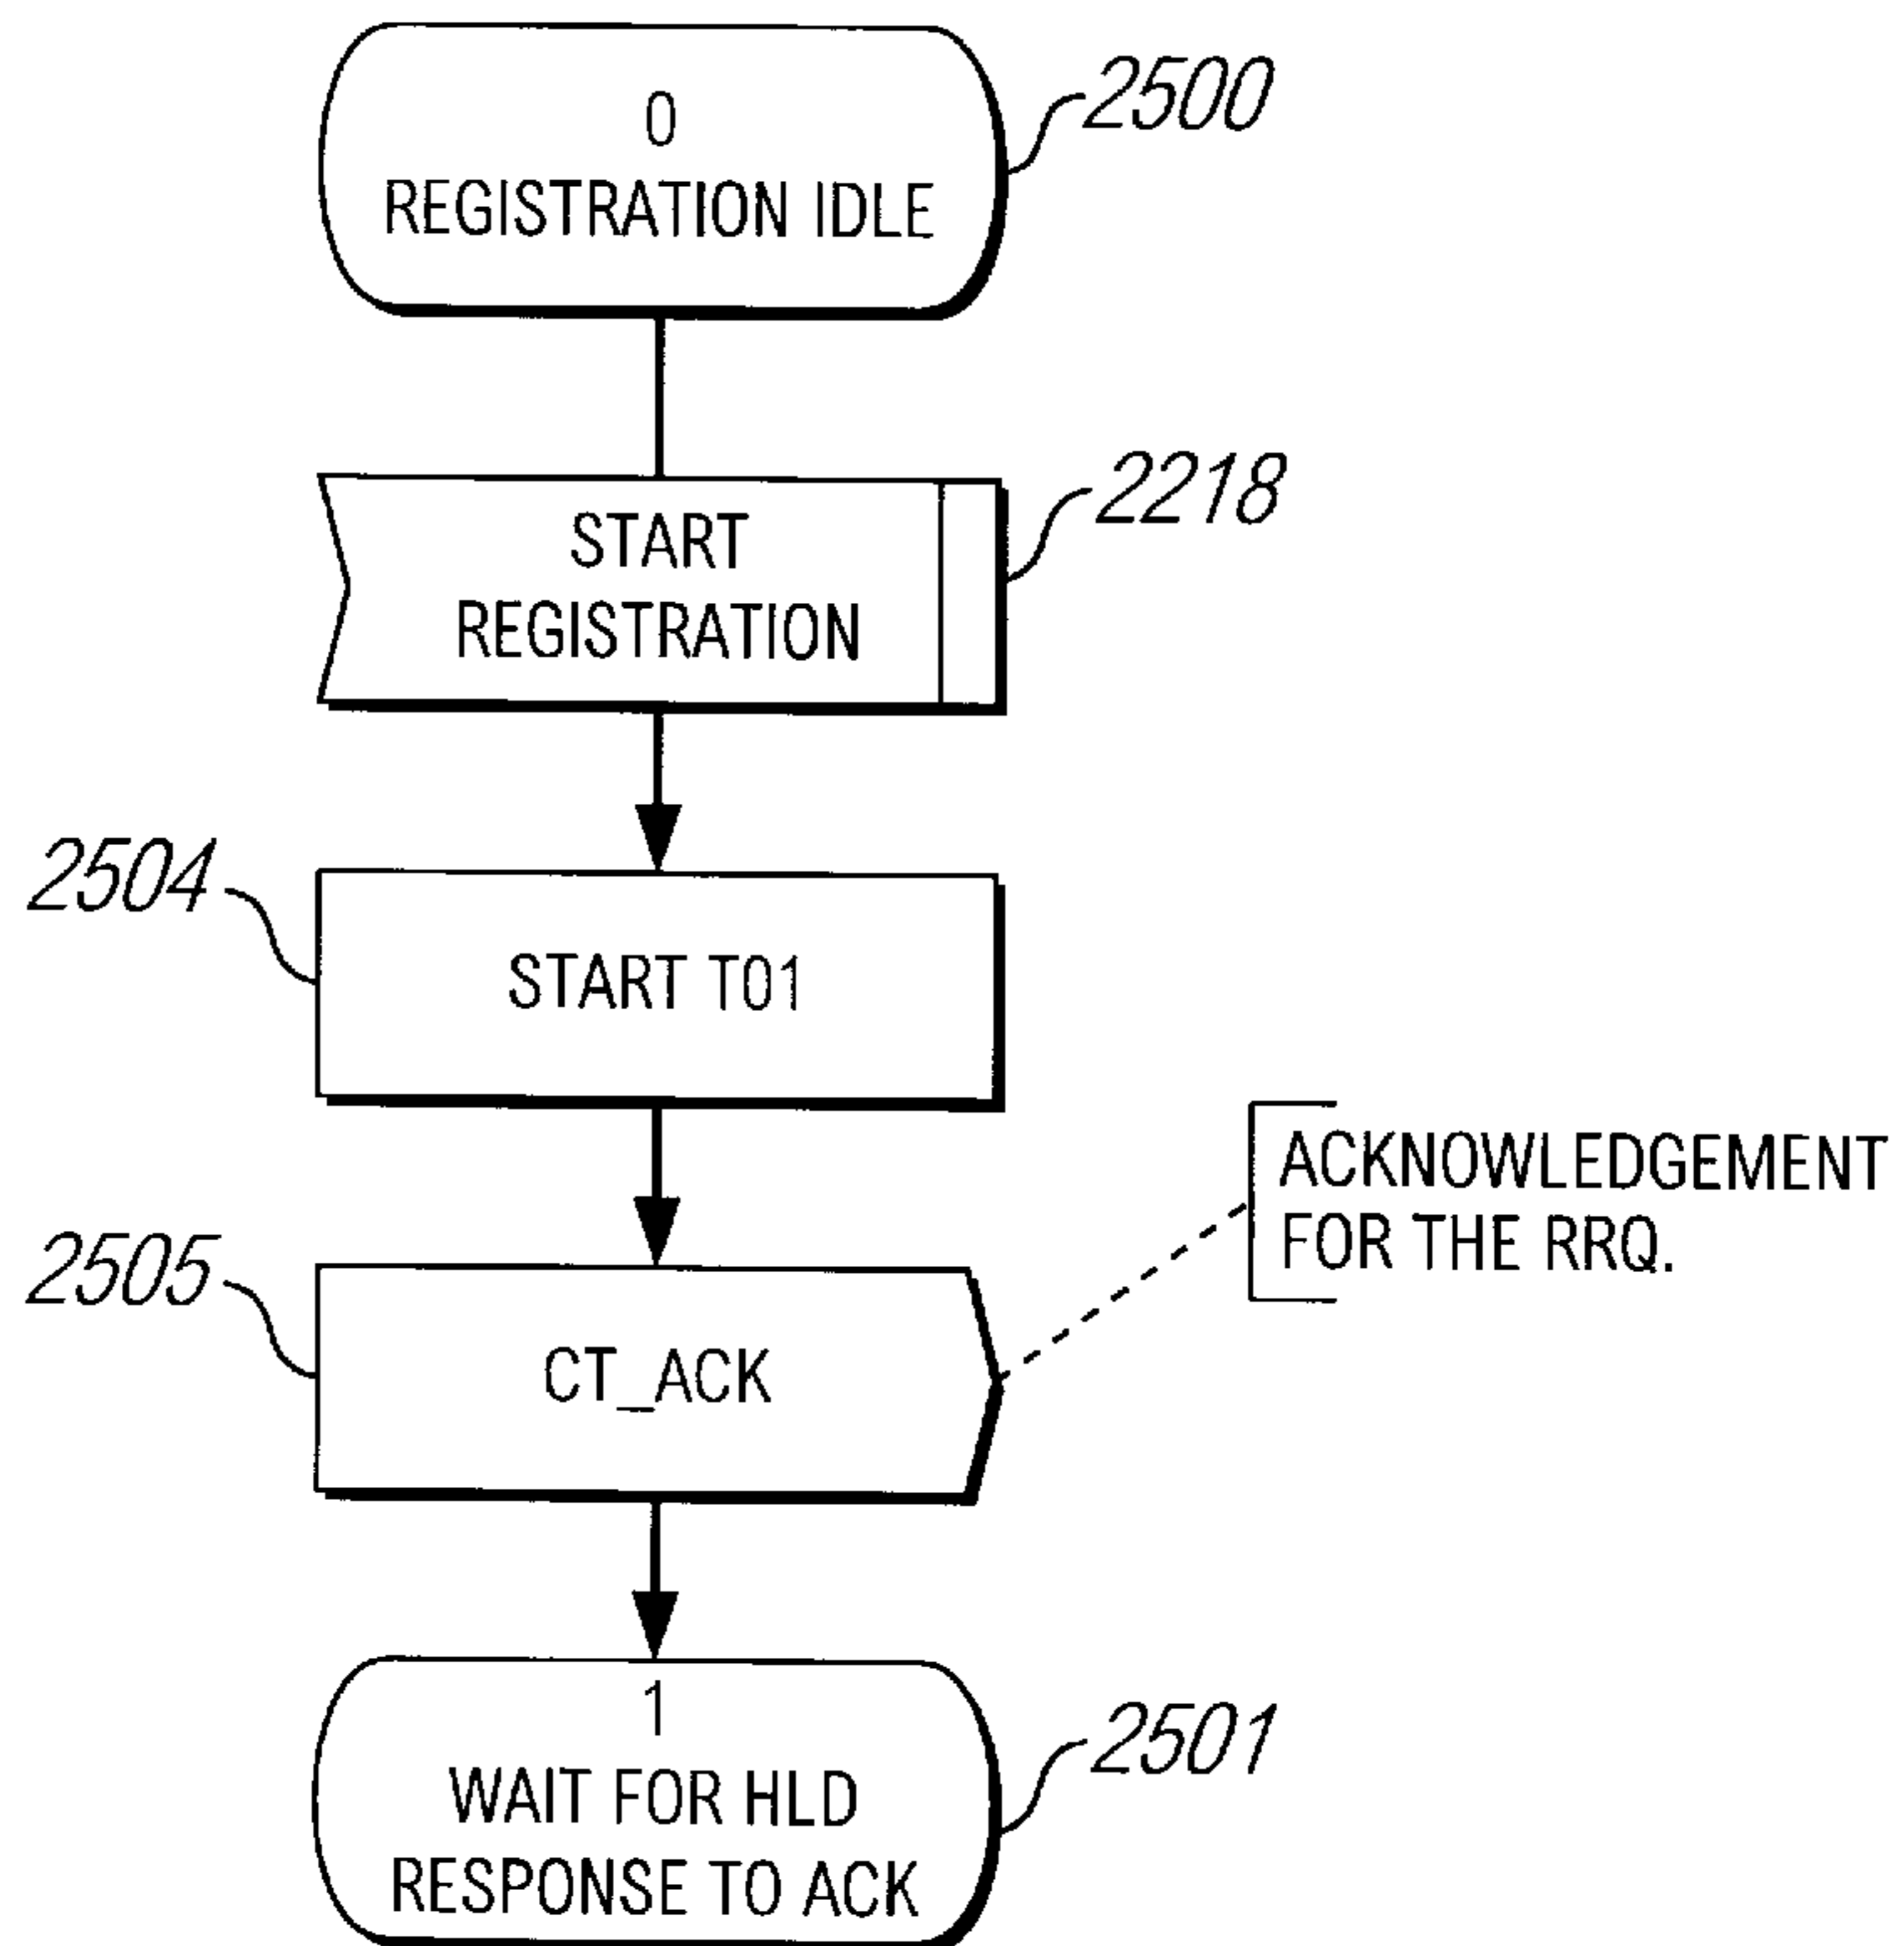 0
REGISTRATION IDLE
2500
START
REGISTRATION
2218
2504
START T01
ACKNOWLEDGEMENT
FOR THE RRQ.
2505
CT_ACK
1
WAIT FOR HLD
RESPONSE TO ACK
2501